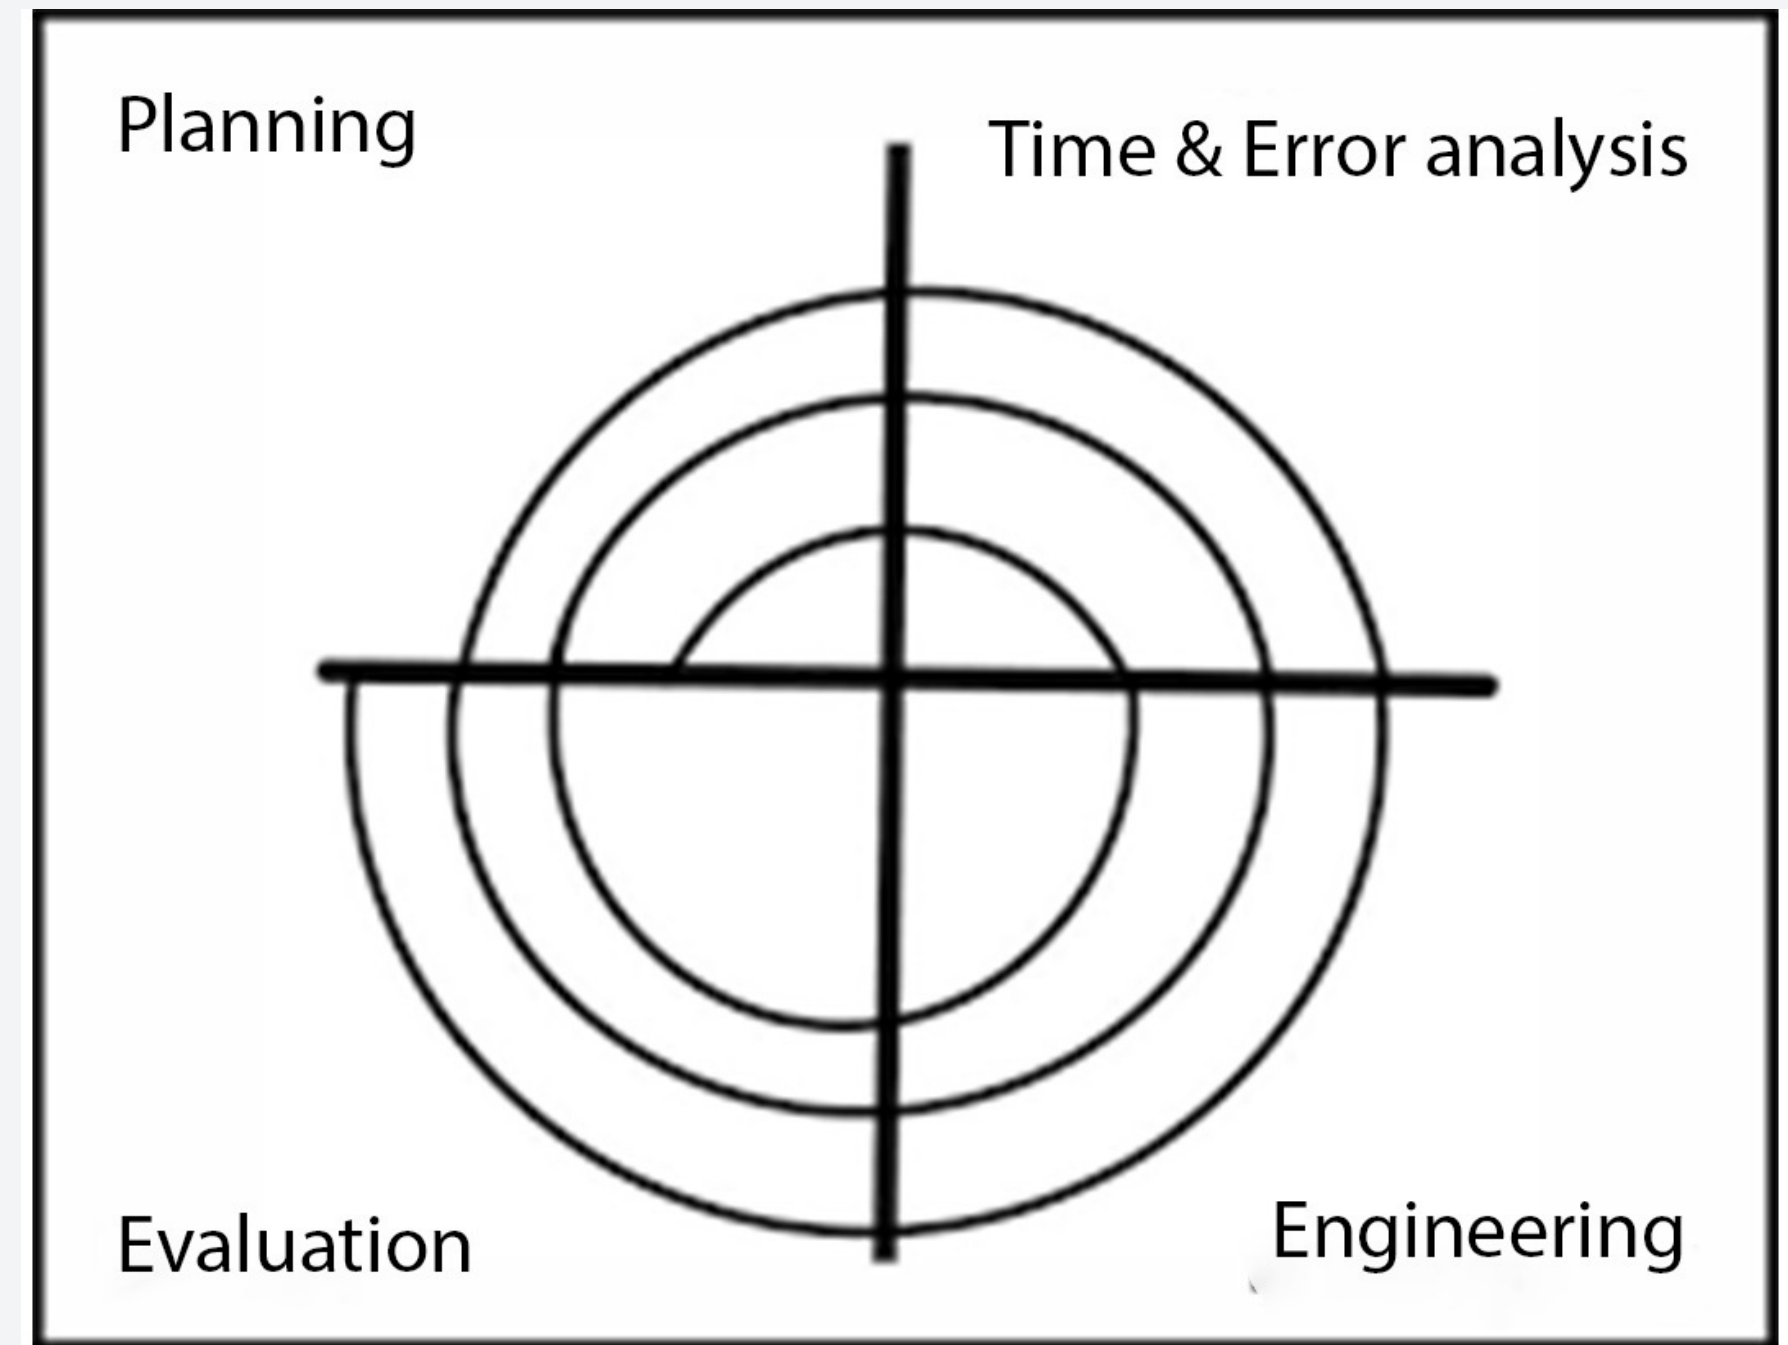 Planning
Time & Error analysis
Evaluation
Engineering